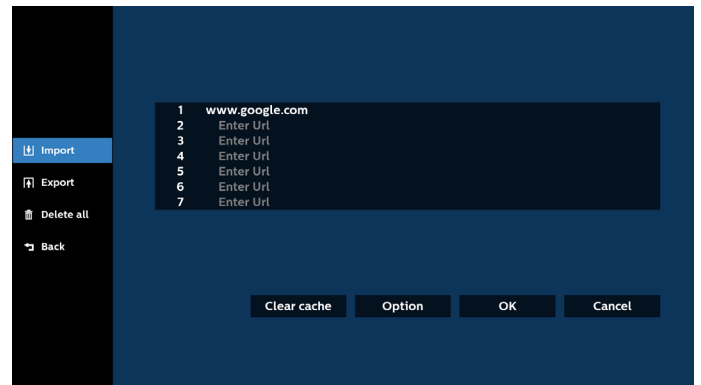 Import
Export
Delete all
Back
1 www.google.com
2 Enter Url
3 Enter Url
4 Enter Url
5 Enter Url
6 Enter Url
7 Enter Url
Clear cache Option OK Cancel